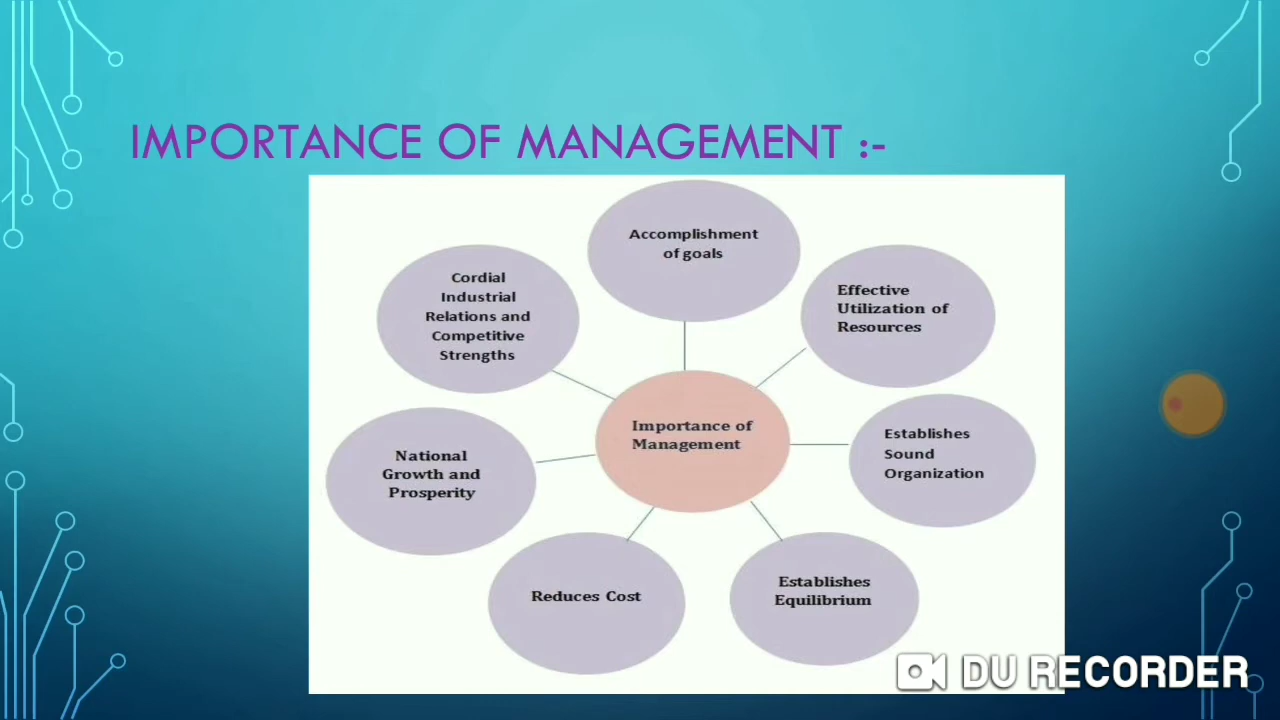 IMPORTANCE OF MANAGEMENT :-
Accomplishment
of goals
Effective
Utilization of
Resources
Establishes
Sound
Organization
Establishes
Equilibrium
Reduces Cost
National
Growth and
Prosperity
Cordial
Industrial
Relations and
Competitive
Strengths
Importance of
Management
DU RECORDER